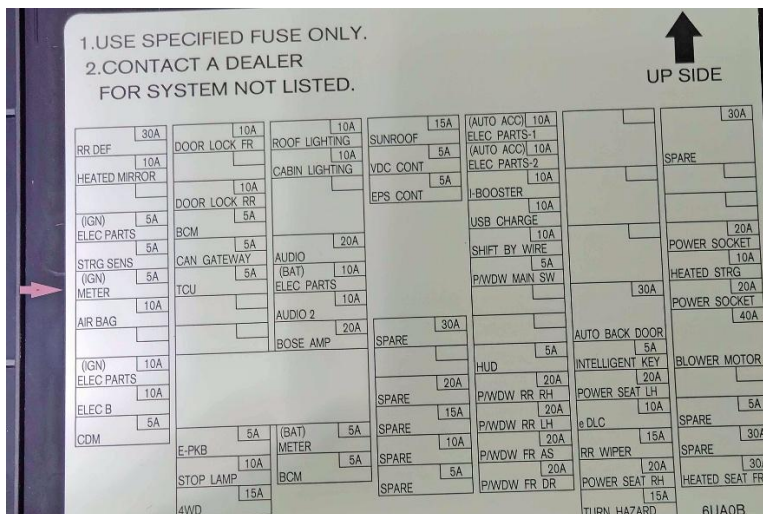 1.USE SPECIFIED FUSE ONLY.
2.CONTACT A DEALER
FOR SYSTEM NOT LISTED.
UP SIDE
30A
RR DEF
10A
HEATED MIRROR
(IGN) 5A
ELEC PARTS
5A
STRG SENS
(IGN) 5A
METER
10A
AIR BAG
(IGN) 10A
ELEC PARTS
10A
ELEC B
5A
CDM
10A
DOOR LOCK FR
10A
DOOR LOCK RR
5A
BCM
5A
CAN GATEWAY
5A
TCU
5A
E-PKB
10A
STOP LAMP
15A
4WD
10A
ROOF LIGHTING
10A
CABIN LIGHTING
20A
AUDIO
(BAT) 10A
ELEC PARTS
10A
AUDIO 2
20A
BOSE AMP
(BAT) 5A
METER
5A
BCM
15A
SUNROOF
5A
VDC CONT
5A
EPS CONT
30A
SPARE
20A
SPARE
15A
SPARE
10A
SPARE
5A
SPARE
(AUTO ACC) 10A
ELEC PARTS-1
(AUTO ACC) 10A
ELEC PARTS-2
10A
I-BOOSTER
10A
USB CHARGE
10A
SHIFT BY WIRE
5A
P/WDW MAIN SW
5A
HUD
20A
P/WDW RR RH
20A
P/WDW RR LH
20A
P/WDW FR AS
20A
P/WDW FR DR
30A
AUTO BACK DOOR
5A
INTELLIGENT KEY
20A
POWER SEAT LH
10A
e DLC
15A
RR WIPER
20A
POWER SEAT RH
15A
TURN HAZARD
30A
SPARE
20A
POWER SOCKET
10A
HEATED STRG
20A
POWER SOCKET
40A
BLOWER MOTOR
5A
SPARE
30A
SPARE
30
HEATED SEAT FR
6UA0B